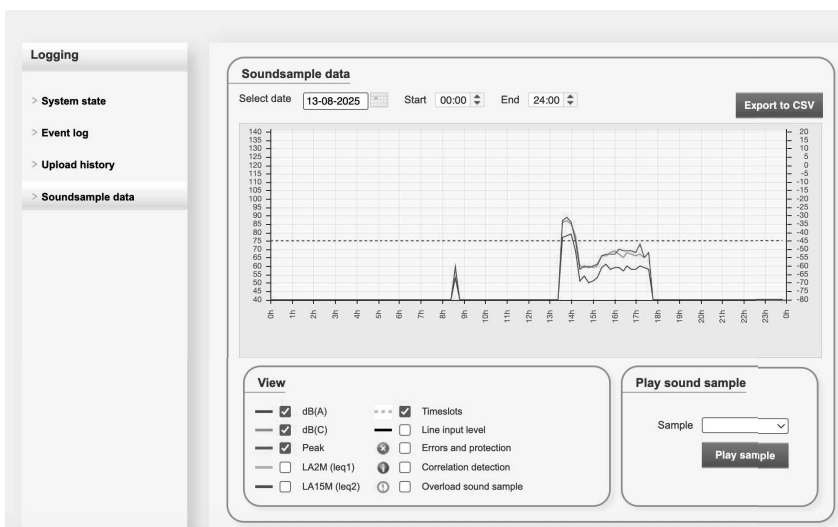 Logging
> System state
> Event log
> Upload history
> Soundsample data
Soundsample data
Select date 13-08-2025 Start 00:00 End 24:00
Export to CSV
140 20
135 15
130 10
125 5
120 0
115 -5
110 -10
105 -15
100 -20
95 -25
90 -30
85 -35
80 -40
75 -45
70 -50
65 -55
60 -60
55 -65
50 -70
45 -75
40 -80
0h 1h 2h 3h 4h 5h 6h 7h 8h 9h 10h 11h 12h 13h 14h 15h 16h 17h 18h 19h 20h 21h 22h 23h 0h
View
dB(A) Timeslots
dB(C) Line input level
Peak Errors and protection
LA2M (leq1) Correlation detection
LA15M (leq2) Overload sound sample
Play sound sample
Sample
Play sample